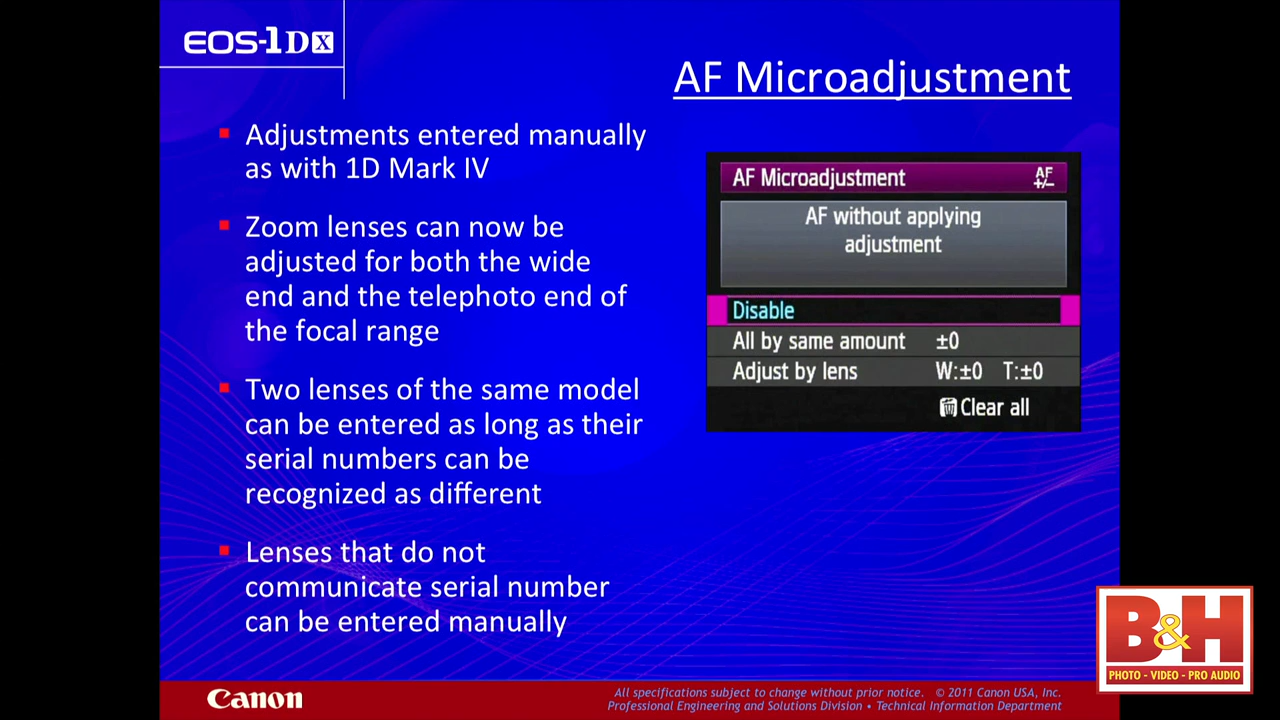 EOS-1DX
AF Microadjustment
Adjustments entered manually
as with 1D Mark IV
Zoom lenses can now be
adjusted for both the wide
end and the telephoto end of
the focal range
Two lenses of the same model
can be entered as long as their
serial numbers can be
recognized as different
Lenses that do not
communicate serial number
can be entered manually
AF Microadjustment AF
+/-
AF without applying
adjustment
Disable
All by same amount ±0
Adjust by lens W:±0 T:±0
Clear all
Canon
All specifications subject to change without prior notice. © 2011 Canon USA, Inc.
Professional Engineering and Solutions Division • Technical Information Department
B&H
PHOTO - VIDEO - PRO AUDIO